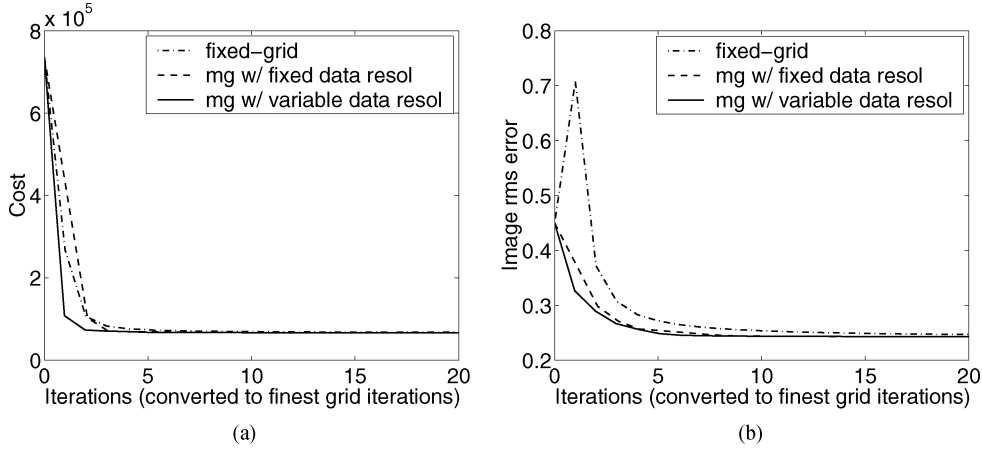 x 10^5
8
6
4
2
0
Cost
fixed-grid
mg w/ fixed data resol
mg w/ variable data resol
0 5 10 15 20
Iterations (converted to finest grid iterations)
(a)
0.8
0.7
0.6
0.5
0.4
0.3
0.2
Image rms error
fixed-grid
mg w/ fixed data resol
mg w/ variable data resol
0 5 10 15 20
Iterations (converted to finest grid iterations)
(b)